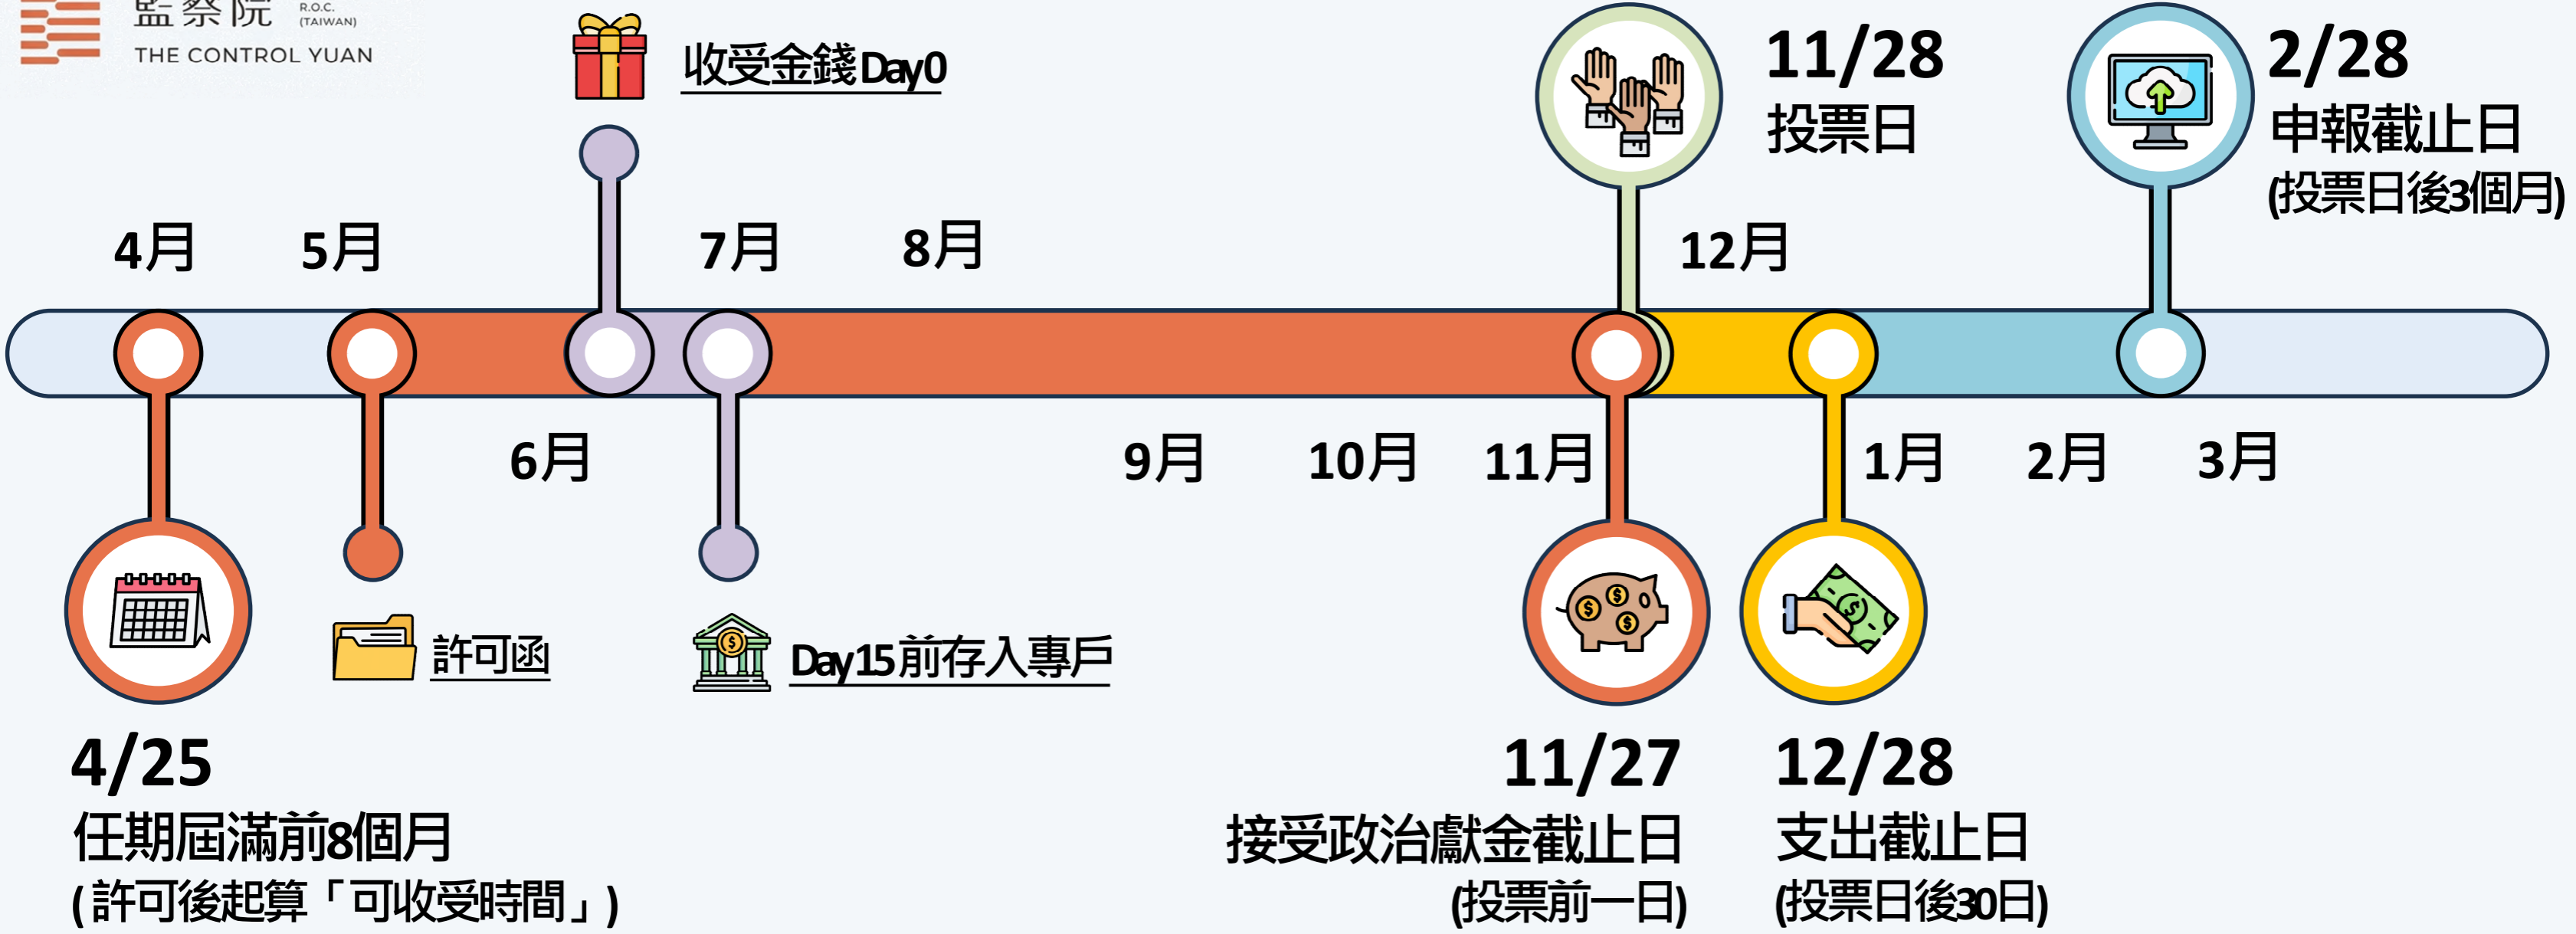 監察院 R.O.C. (TAIWAN)
THE CONTROL YUAN
收受金錢Day0
11/28
投票日
2/28
申報截止日
(投票日後3個月)
4月
5月
7月
8月
12月
6月
9月
10月
11月
1月
2月
3月
許可函
Day15前存入專戶
4/25
任期屆滿前8個月
(許可後起算「可收受時間」)
11/27
接受政治獻金截止日
(投票前一日)
12/28
支出截止日
(投票日後30日)